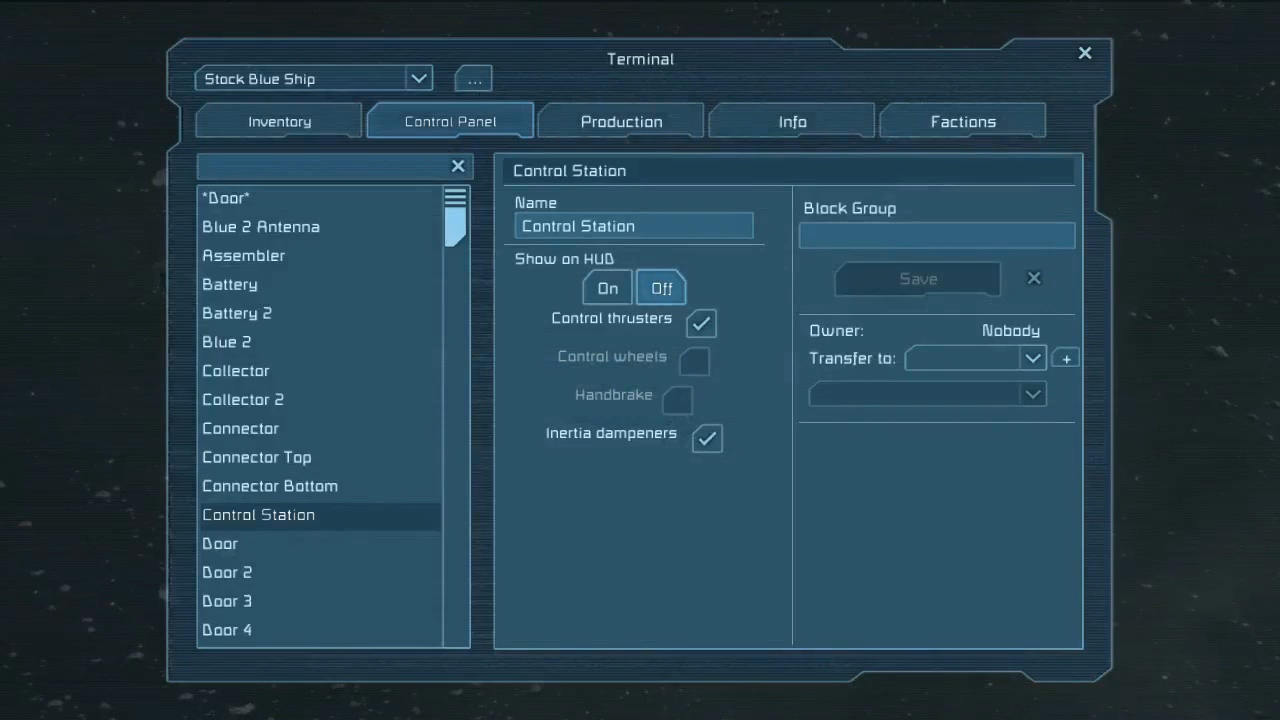 Terminal
Stock Blue Ship
...
Inventory
Control Panel
Production
Info
Factions
*Door*
Blue 2 Antenna
Assembler
Battery
Battery 2
Blue 2
Collector
Collector 2
Connector
Connector Top
Connector Bottom
Control Station
Door
Door 2
Door 3
Door 4
Control Station
Name
Control Station
Show on HUD
On Off
Control thrusters
Control wheels
Handbrake
Inertia dampeners
Block Group
Save
Owner: Nobody
Transfer to:
+